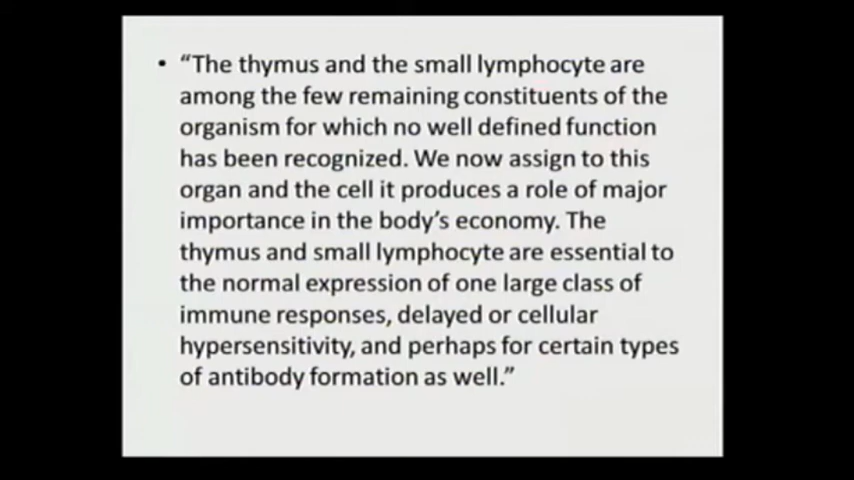 • “The thymus and the small lymphocyte are
among the few remaining constituents of the
organism for which no well defined function
has been recognized. We now assign to this
organ and the cell it produces a role of major
importance in the body’s economy. The
thymus and small lymphocyte are essential to
the normal expression of one large class of
immune responses, delayed or cellular
hypersensitivity, and perhaps for certain types
of antibody formation as well.”